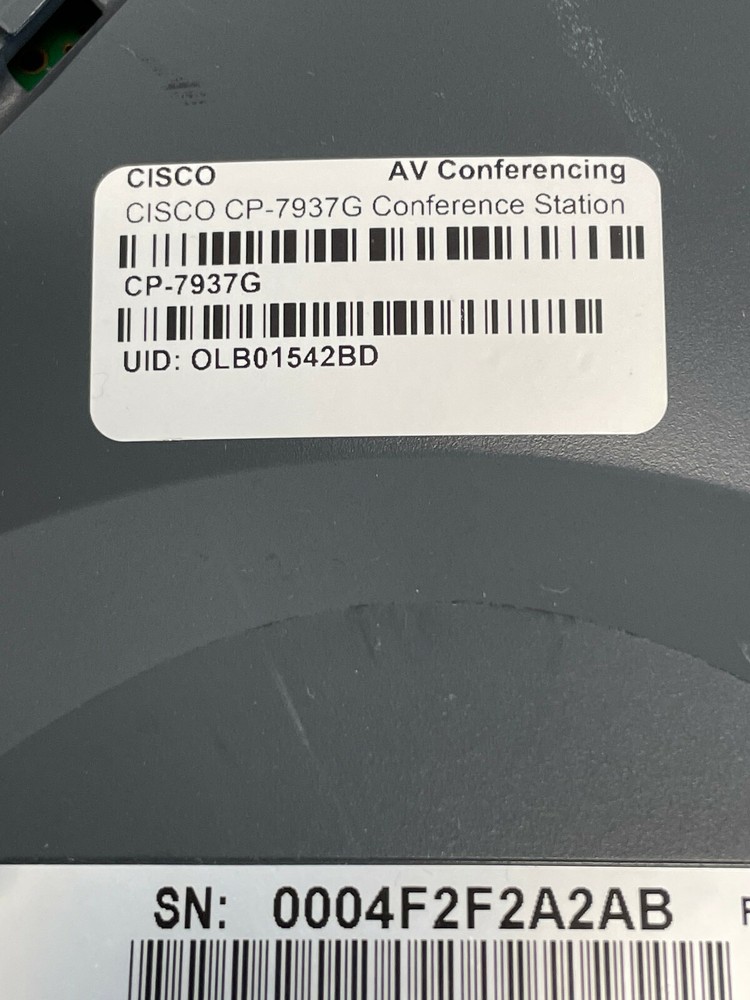 CISCO AV Conferencing
CISCO CP-7937G Conference Station
CP-7937G
UID: OLB01542BD
SN: 0004F2F2A2AB